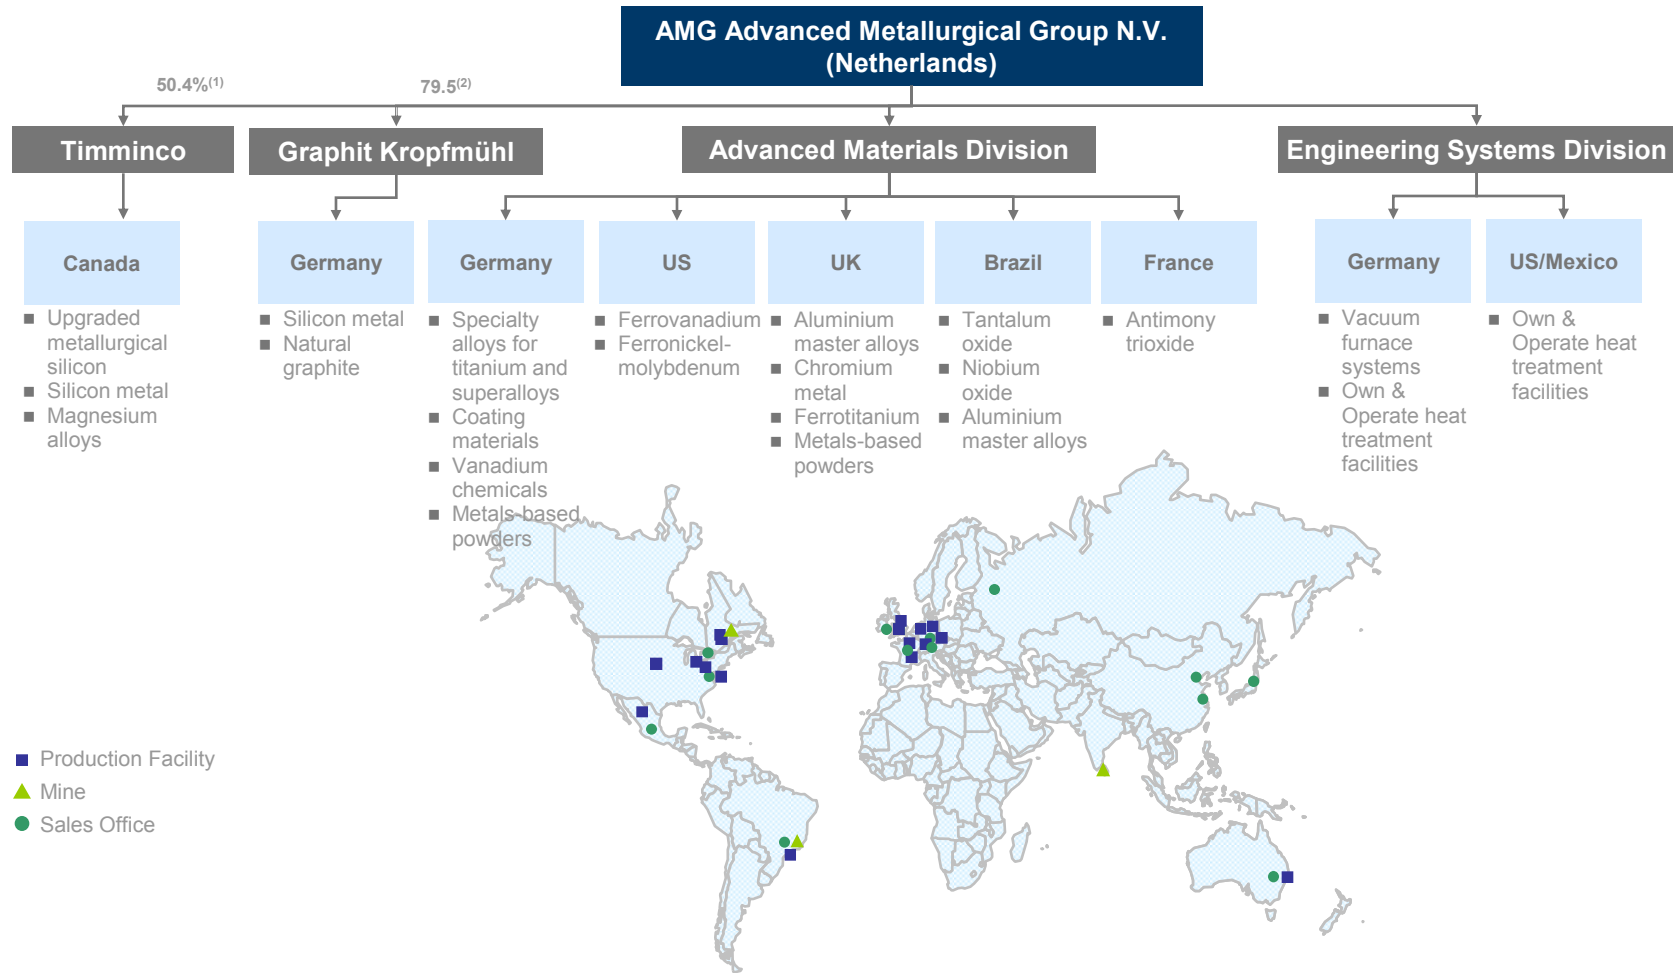 AMG Advanced Metallurgical Group N.V.
(Netherlands)
50.4%(1)
79.5(2)
Timminco
Graphit Kropfmühl
Advanced Materials Division
Engineering Systems Division
Canada
Germany
Germany
US
UK
Brazil
France
Germany
US/Mexico
Upgraded
metallurgical
silicon
Silicon metal
Magnesium
alloys
Silicon metal
Natural
graphite
Specialty
alloys for
titanium and
superalloys
Coating
materials
Vanadium
chemicals
Metals-based
powders
Ferrovanadium
Ferronickel-
molybdenum
Aluminium
master alloys
Chromium
metal
Ferrotitanium
Metals-based
powders
Tantalum
oxide
Niobium
oxide
Aluminium
master alloys
Antimony
trioxide
Vacuum
furnace
systems
Own &
Operate heat
treatment
facilities
Own &
Operate heat
treatment
facilities
Production Facility
Mine
Sales Office